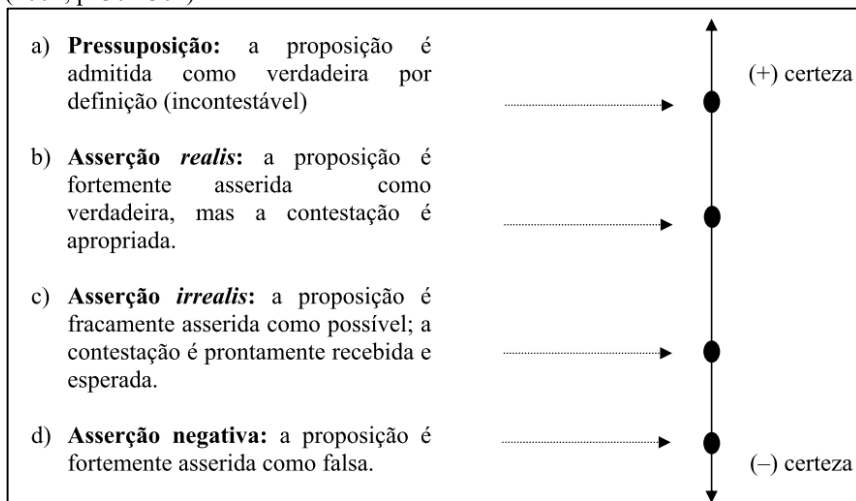 a) Pressuposição: a proposição é
admitida como verdadeira por
definição (incontestável)
(+) certeza
b) Asserção realis: a proposição é
fortemente asserida como
verdadeira, mas a contestação é
apropriada.
c) Asserção irrealis: a proposição é
fracamente asserida como possível; a
contestação é prontamente recebida e
esperada.
d) Asserção negativa: a proposição é
fortemente asserida como falsa.
(–) certeza